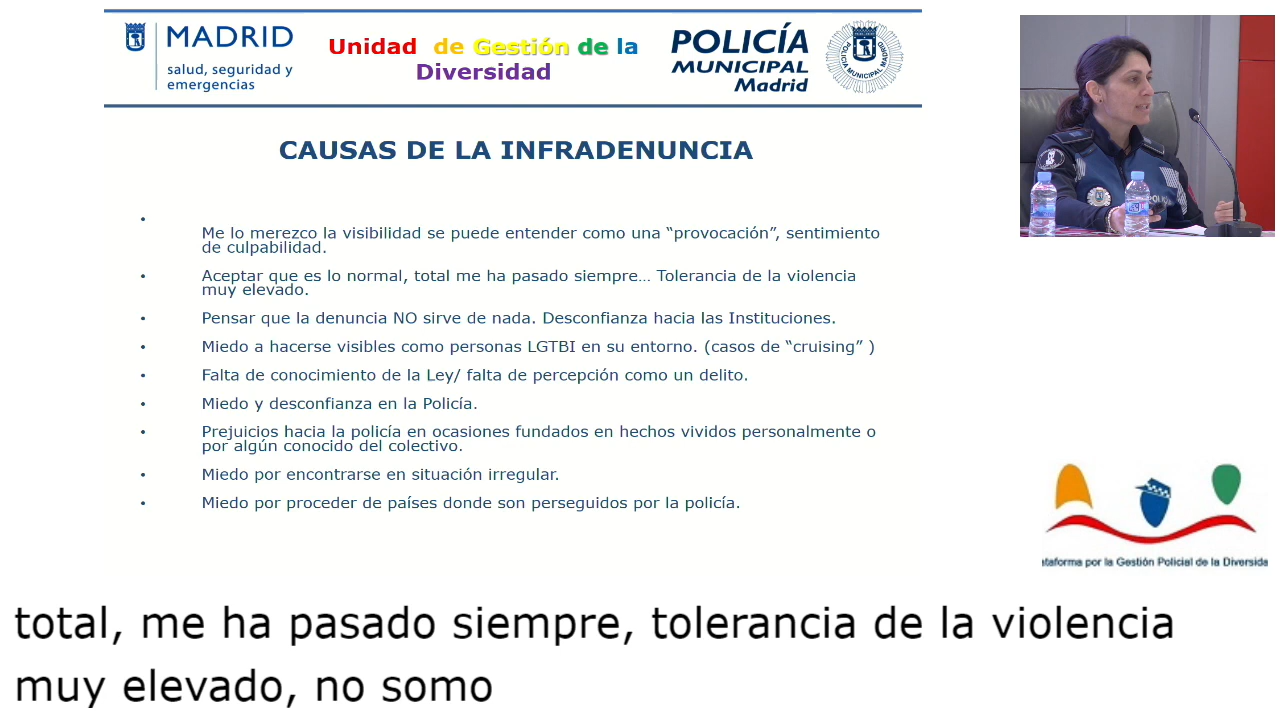 MADRID
salud, seguridad y
emergencias
Unidad de Gestión de la
Diversidad
POLICÍA
MUNICIPAL
Madrid
POLICIA MUNICIPAL MADRID
CAUSAS DE LA INFRADENUNCIA
• Me lo merezco la visibilidad se puede entender como una “provocación”, sentimiento
de culpabilidad.
• Aceptar que es lo normal, total me ha pasado siempre… Tolerancia de la violencia
muy elevado.
• Pensar que la denuncia NO sirve de nada. Desconfianza hacia las Instituciones.
• Miedo a hacerse visibles como personas LGTBI en su entorno. (casos de “cruising” )
• Falta de conocimiento de la Ley/ falta de percepción como un delito.
• Miedo y desconfianza en la Policía.
• Prejuicios hacia la policía en ocasiones fundados en hechos vividos personalmente o
por algún conocido del colectivo.
• Miedo por encontrarse en situación irregular.
• Miedo por proceder de países donde son perseguidos por la policía.
ataforma por la Gestión Policial de la Diversida
total, me ha pasado siempre, tolerancia de la violencia
muy elevado, no somo